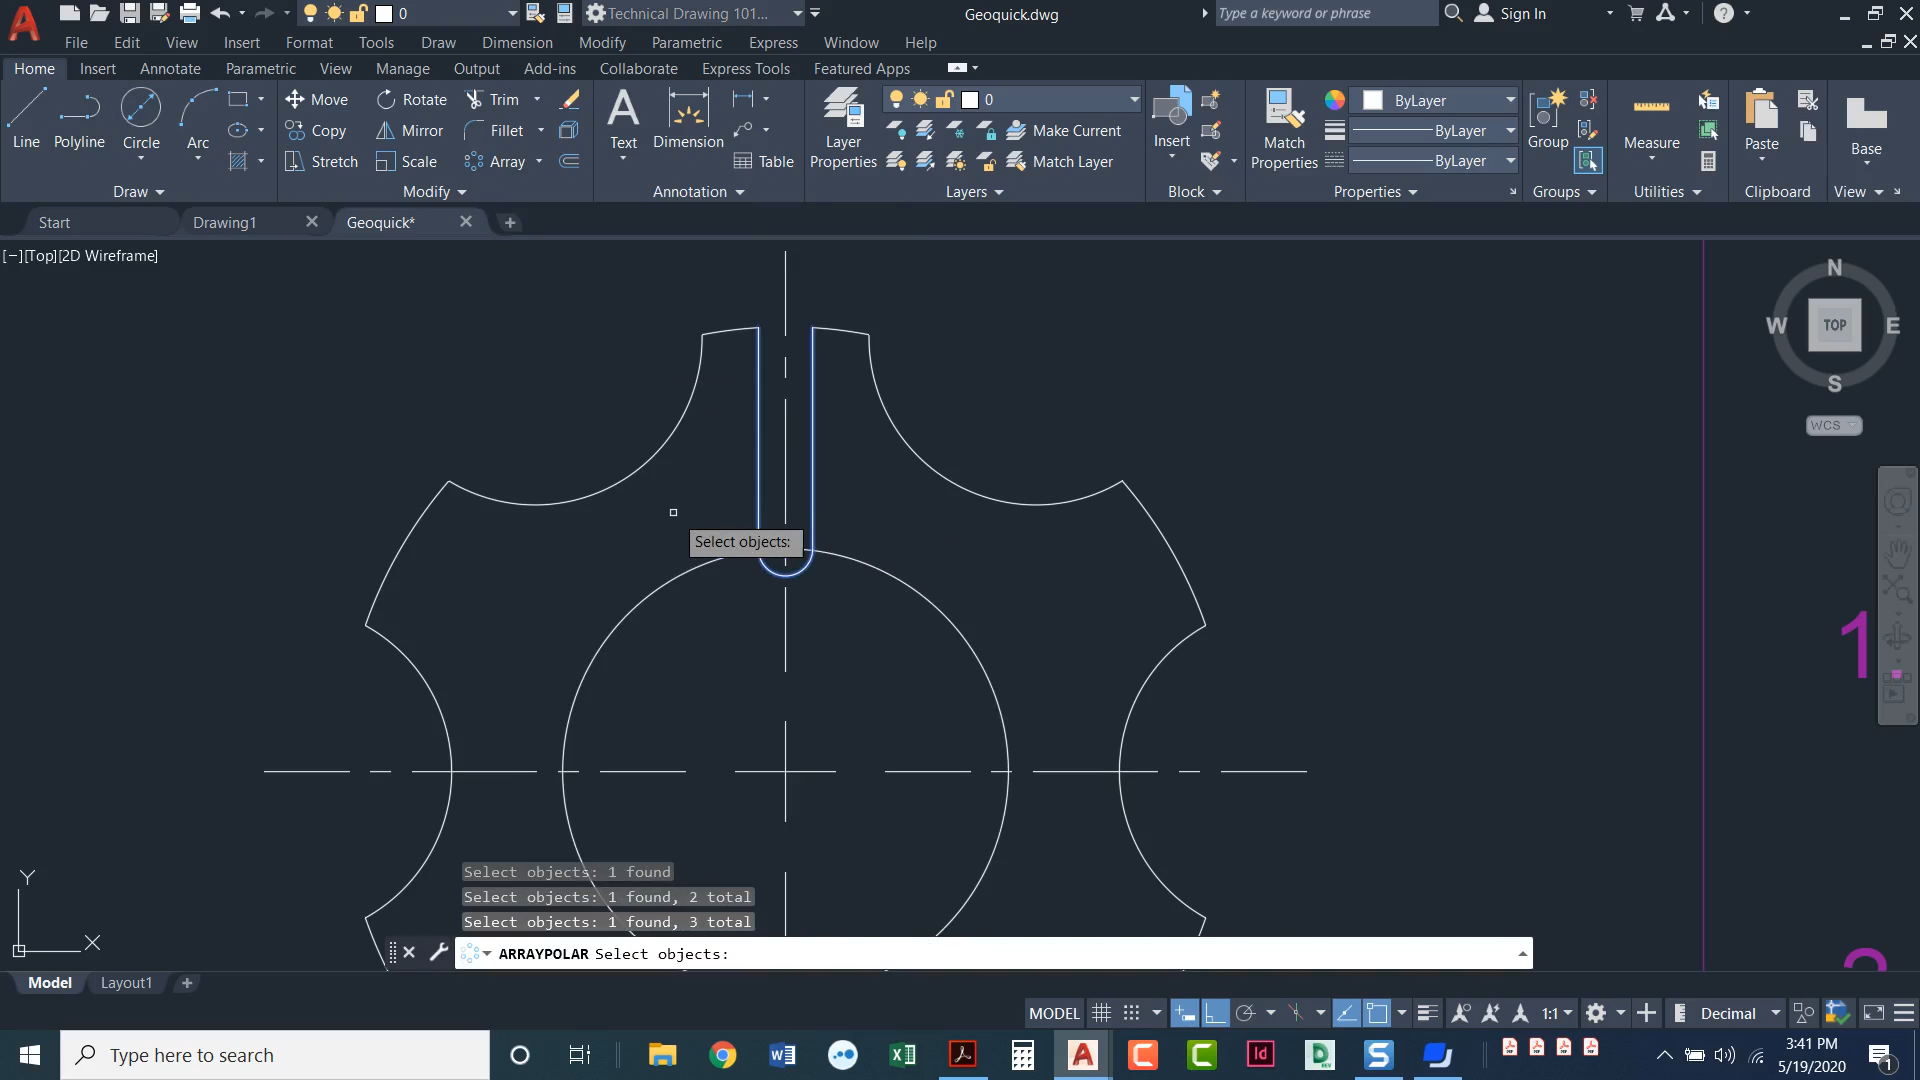 0
Technical Drawing 101...
Geoquick.dwg
Type a keyword or phrase
Sign In
File Edit View Insert Format Tools Draw Dimension Modify Parametric Express Window Help
Home Insert Annotate Parametric View Manage Output Add-ins Collaborate Express Tools Featured Apps
Line
Polyline
Circle
Arc
Draw
Move Rotate Trim
Copy Mirror Fillet
Stretch Scale Array
Modify
Text
Dimension
Table
Annotation
Layer Properties
0
Make Current
Match Layer
Layers
Insert
Block
Match Properties
ByLayer
ByLayer
ByLayer
Properties
Group
Groups
Measure
Utilities
Paste
Clipboard
Base
View
Start
Drawing1
Geoquick*
[−][Top][2D Wireframe]
N
W
TOP
E
S
WCS
Select objects:
1.
Y
X
Select objects: 1 found
Select objects: 1 found, 2 total
Select objects: 1 found, 3 total
ARRAYPOLAR Select objects:
Model
Layout1
MODEL
1:1
Decimal
Type here to search
3:41 PM
5/19/2020
1